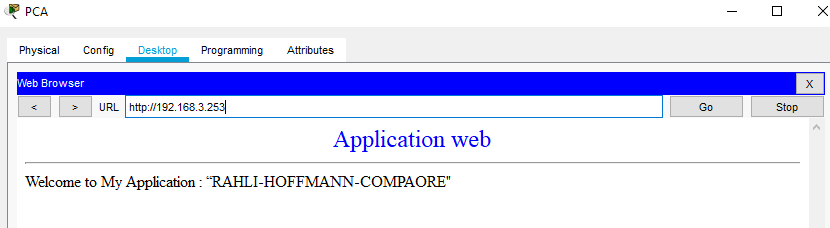 PCA
Physical Config Desktop Programming Attributes
Web Browser X
< > URL http://192.168.3.253 Go Stop
Application web
Welcome to My Application : “RAHLI-HOFFMANN-COMPAORE"